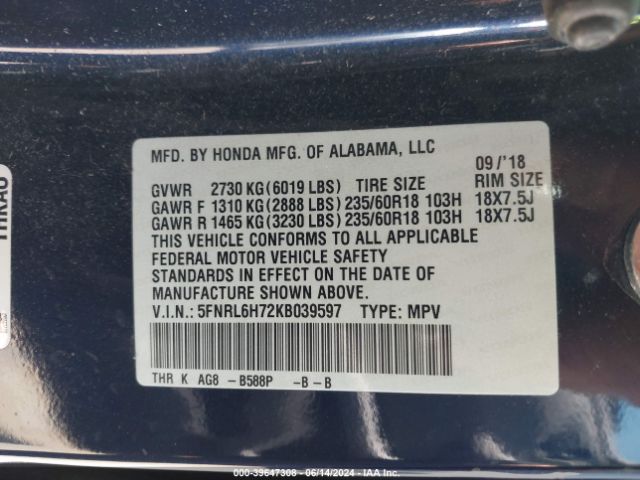 MFD. BY HONDA MFG. OF ALABAMA, LLC
09/'18
GVWR 2730 KG(6019 LBS) TIRE SIZE RIM SIZE
GAWR F 1310 KG(2888 LBS)235/60R18 103H 18X7.5J
GAWR R 1465 KG(3230 LBS)235/60R18 103H 18X7.5J
THIS VEHICLE CONFORMS TO ALL APPLICABLE
FEDERAL MOTOR VEHICLE SAFETY
STANDARDS IN EFFECT ON THE DATE OF
MANUFACTURE SHOWN ABOVE.
V.I.N.: 5FNRL6H72KB039597 TYPE: MPV
THR K AG8 -B588P -B-B
THRKAG
000-39647308 - 06/14/2024 - IAA Inc.